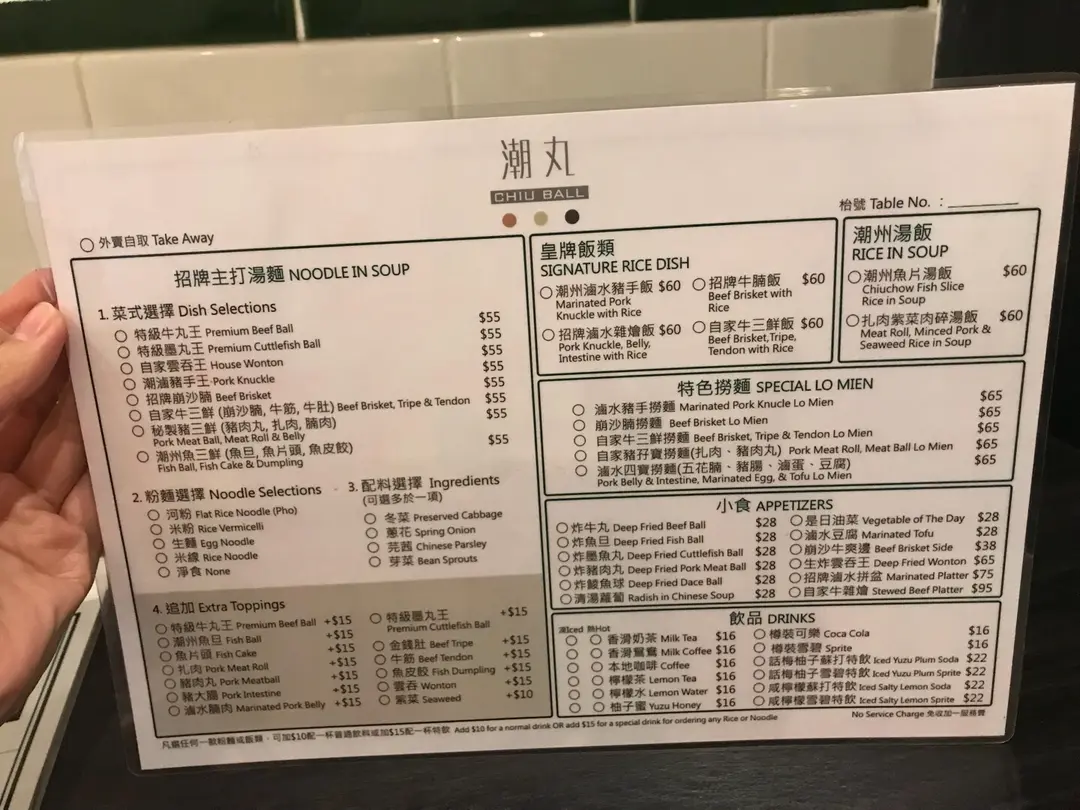 潮丸
CHIU BALL
枱號 Table No. : ________
外賣自取 Take Away
招牌主打湯麵 NOODLE IN SOUP
1. 菜式選擇 Dish Selections
特級牛丸王 Premium Beef Ball $55
特級墨丸王 Premium Cuttlefish Ball $55
自家雲吞王 House Wonton $55
潮滷豬手王 Pork Knuckle $55
招牌崩沙腩 Beef Brisket $55
自家牛三鮮 (崩沙腩, 牛筋, 牛肚) Beef Brisket, Tripe & Tendon $55
秘製豬三鮮 (豬肉丸, 扎肉, 腩肉) $55
Pork Meat Ball, Meat Roll & Belly
潮州魚三鮮 (魚旦, 魚片頭, 魚皮餃) $55
Fish Ball, Fish Cake & Dumpling
2. 粉麵選擇 Noodle Selections
河粉 Flat Rice Noodle (Pho)
米粉 Rice Vermicelli
生麵 Egg Noodle
米線 Rice Noodle
淨食 None
3. 配料選擇 Ingredients
(可選多於一項)
冬菜 Preserved Cabbage
蔥花 Spring Onion
芫茜 Chinese Parsley
芽菜 Bean Sprouts
4. 追加 Extra Toppings
特級牛丸王 Premium Beef Ball +$15
潮州魚旦 Fish Ball +$15
魚片頭 Fish Cake +$15
扎肉 Pork Meat Roll +$15
豬肉丸 Pork Meatball +$15
豬大腸 Pork Intestine +$15
滷水腩肉 Marinated Pork Belly +$15
特級墨丸王 +$15
Premium Cuttlefish Ball
金錢肚 Beef Tripe +$15
牛筋 Beef Tendon +$15
魚皮餃 Fish Dumpling +$15
雲吞 Wonton +$15
紫菜 Seaweed +$10
皇牌飯類
SIGNATURE RICE DISH
潮州滷水豬手飯 $60
Marinated Pork
Knuckle with Rice
招牌滷水雜燴飯 $60
Pork Knuckle, Belly,
Intestine with Rice
招牌牛腩飯 $60
Beef Brisket with
Rice
自家牛三鮮飯 $60
Beef Brisket,Tripe,
Tendon with Rice
潮州湯飯
RICE IN SOUP
潮州魚片湯飯 $60
Chiuchow Fish Slice
Rice in Soup
扎肉紫菜肉碎湯飯 $60
Meat Roll, Minced Pork &
Seaweed Rice in Soup
特色撈麵 SPECIAL LO MIEN
滷水豬手撈麵 Marinated Pork Knucle Lo Mien $65
崩沙腩撈麵 Beef Brisket Lo Mien $65
自家牛三鮮撈麵 Beef Brisket, Tripe & Tendon Lo Mien $65
自家豬孖寶撈麵(扎肉、豬肉丸) Pork Meat Roll, Meat Ball Lo Mien $65
滷水四寶撈麵(五花腩、豬腸、滷蛋、豆腐) $65
Pork Belly & Intestine, Marinated Egg, & Tofu Lo Mien
小食 APPETIZERS
炸牛丸 Deep Fried Beef Ball $28
炸魚旦 Deep Fried Fish Ball $28
炸墨魚丸 Deep Fried Cuttlefish Ball $28
炸豬肉丸 Deep Fried Pork Meat Ball $28
炸鯪魚球 Deep Fried Dace Ball $28
清湯蘿蔔 Radish in Chinese Soup $28
是日油菜 Vegetable of The Day $28
滷水豆腐 Marinated Tofu $28
崩沙牛爽邊 Beef Brisket Side $38
生炸雲吞王 Deep Fried Wonton $65
招牌滷水拼盆 Marinated Platter $75
自家牛雜燴 Stewed Beef Platter $95
飲品 DRINKS
凍Iced 熱Hot
香滑奶茶 Milk Tea $16
香滑鴛鴦 Milk Coffee $16
本地咖啡 Coffee $16
檸檬茶 Lemon Tea $16
檸檬水 Lemon Water $16
柚子蜜 Yuzu Honey $16
樽裝可樂 Coca Cola $16
樽裝雪碧 Sprite $16
話梅柚子蘇打特飲 Iced Yuzu Plum Soda $22
話梅柚子雪碧特飲 Iced Yuzu Plum Sprite $22
咸檸檬蘇打特飲 Iced Salty Lemon Soda $22
咸檸檬雪碧特飲 Iced Salty Lemon Sprite $22
凡選任何一款粉麵或飯類，可加$10配一杯普通飲料或加$15配一杯特飲 Add $10 for a normal drink OR add $15 for a special drink for ordering any Rice or Noodle
No Service Charge 免收加一服務費